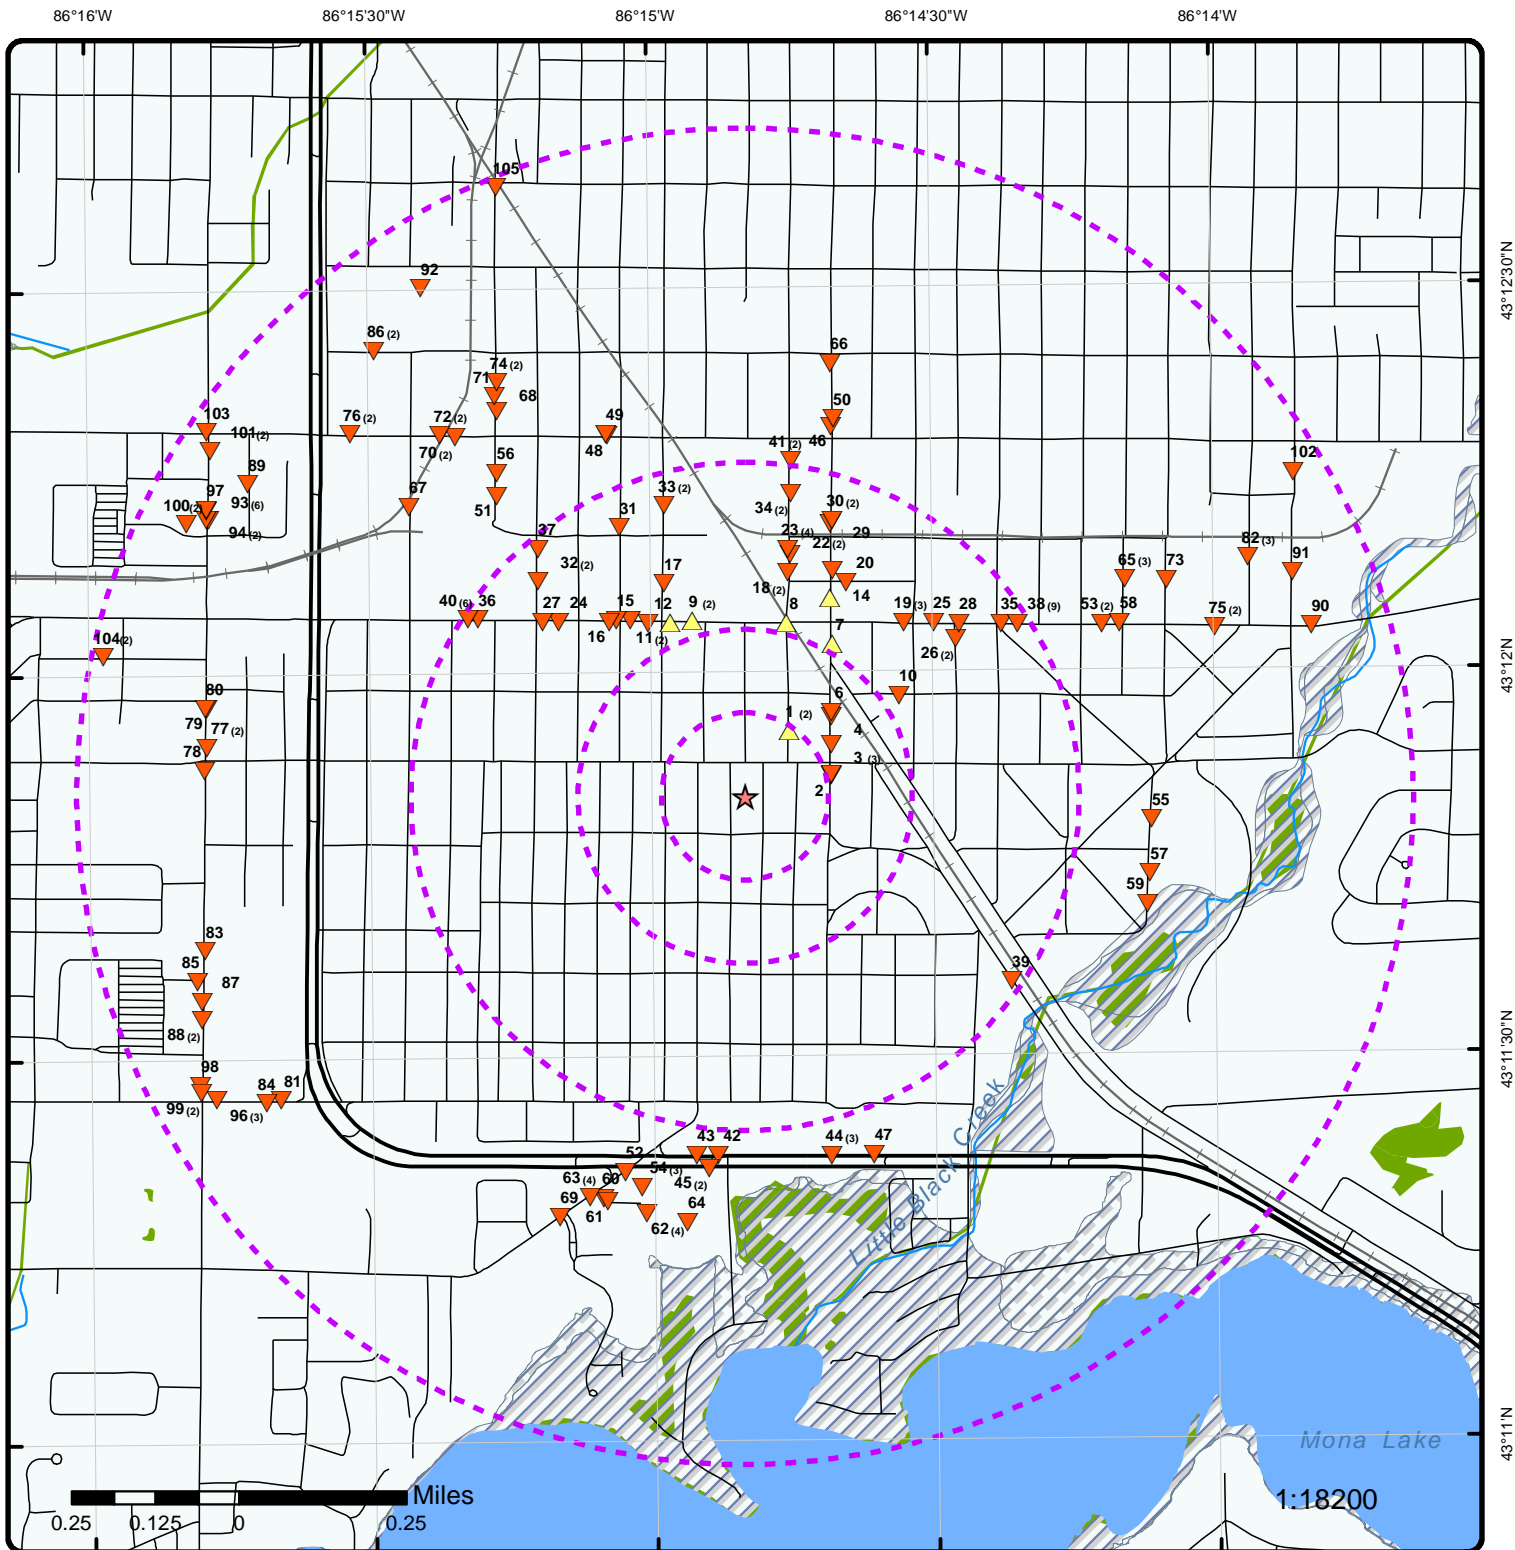 86°16'W 86°15'30"W 86°15'W 86°14'30"W 86°14'W
105
92
43°12'30"N
86 (2)
66
74 (2)
71 68
50
103 76 (2) 72 (2) 49
101 (2) 41 (2) 46
70 (2) 48
56 102
89
97 67 33 (2)
100 (2) 93 (6) 30 (2)
51 31 34 (2)
94 (2) 37 23 (4) 29
22 (2) 82 (3)
32 (2) 17 20 65 (3) 73 91
18 (2) 14
40 (6) 36 27 24 15 12 9 (2) 8 19 (3) 25 28 35 38 (9) 53 (2) 58 75 (2) 90
16 11 (2) 7
104 (2) 26 (2)
43°12'N
80 10
6
79 77 (2) 1 (2)
4
78 3 (3)
2
55
57
59
83
85 39
87
88 (2)
43°11'30"N
98
84 81
99 (2) 96 (3)
43 42 44 (3) 47
52
54 (3)
63 (4) 60 45 (2)
69 64
61
62 (4)
Little Black Creek
43°11'N
Mona Lake
Miles
1:18200
0.25 0.125 0 0.25